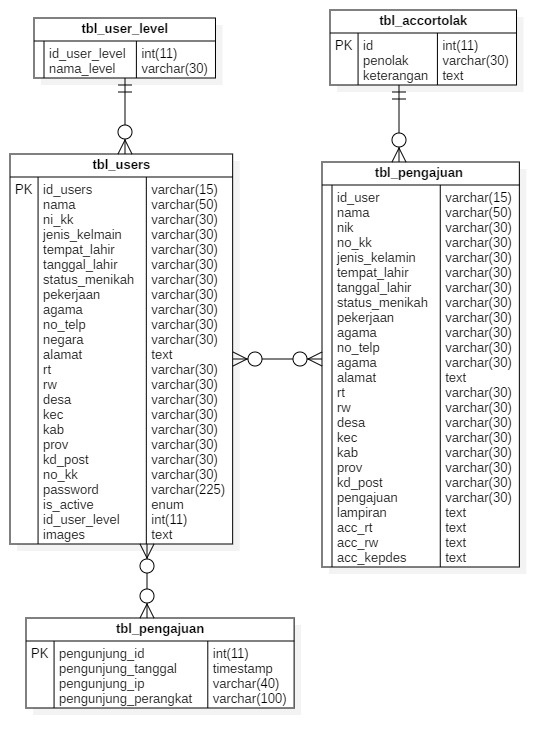 tbl_user_level
id_user_level int(11)
nama_level varchar(30)
tbl_accortolak
PK id int(11)
penolak varchar(30)
keterangan text
tbl_users
PK id_users varchar(15)
nama varchar(50)
ni_kk varchar(30)
jenis_kelmain varchar(30)
tempat_lahir varchar(30)
tanggal_lahir varchar(30)
status_menikah varchar(30)
pekerjaan varchar(30)
agama varchar(30)
no_telp varchar(30)
negara varchar(30)
alamat text
rt varchar(30)
rw varchar(30)
desa varchar(30)
kec varchar(30)
kab varchar(30)
prov varchar(30)
kd_post varchar(30)
no_kk varchar(30)
password varchar(225)
is_active enum
id_user_level int(11)
images text
tbl_pengajuan
id_user varchar(15)
nama varchar(50)
nik varchar(30)
no_kk varchar(30)
jenis_kelamin varchar(30)
tempat_lahir varchar(30)
tanggal_lahir varchar(30)
status_menikah varchar(30)
pekerjaan varchar(30)
agama varchar(30)
no_telp varchar(30)
agama varchar(30)
alamat text
rt varchar(30)
rw varchar(30)
desa varchar(30)
kec varchar(30)
kab varchar(30)
prov varchar(30)
kd_post varchar(30)
pengajuan varchar(30)
lampiran text
acc_rt text
acc_rw text
acc_kepdes text
tbl_pengajuan
PK pengunjung_id int(11)
pengunjung_tanggal timestamp
pengunjung_ip varchar(40)
pengunjung_perangkat varchar(100)